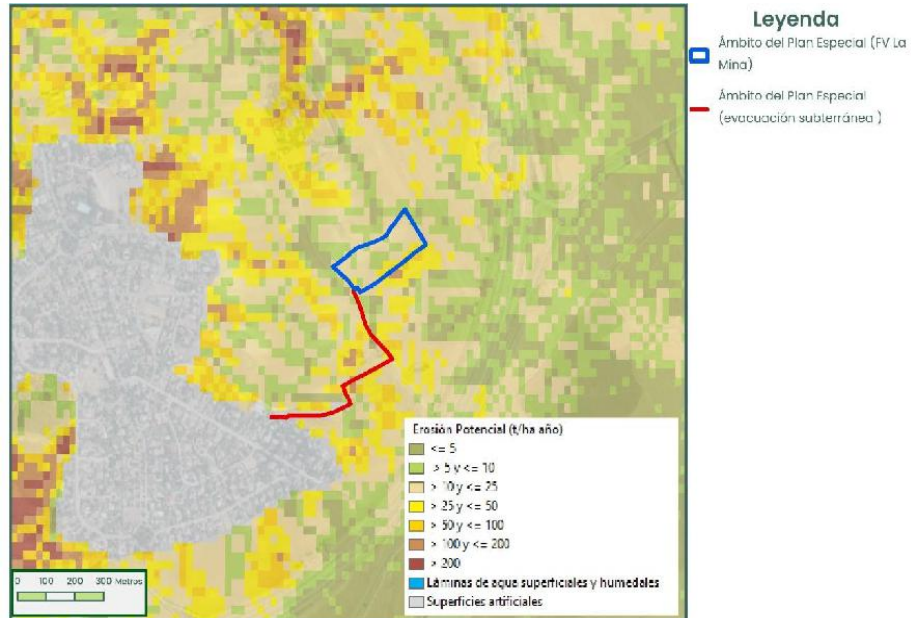 Leyenda
Ámbito del Plan Especial (FV La
Mina)
Ámbito del Plan Especial
(evacuación subterránea )
Erosión Potencial (t/ha año)
<= 5
> 5 y <= 10
> 10 y <= 25
> 25 y <= 50
> 50 y <= 100
> 100 y <= 200
> 200
Láminas de agua superficiales y humedales
Superficies artificiales
0 100 200 300 Metros